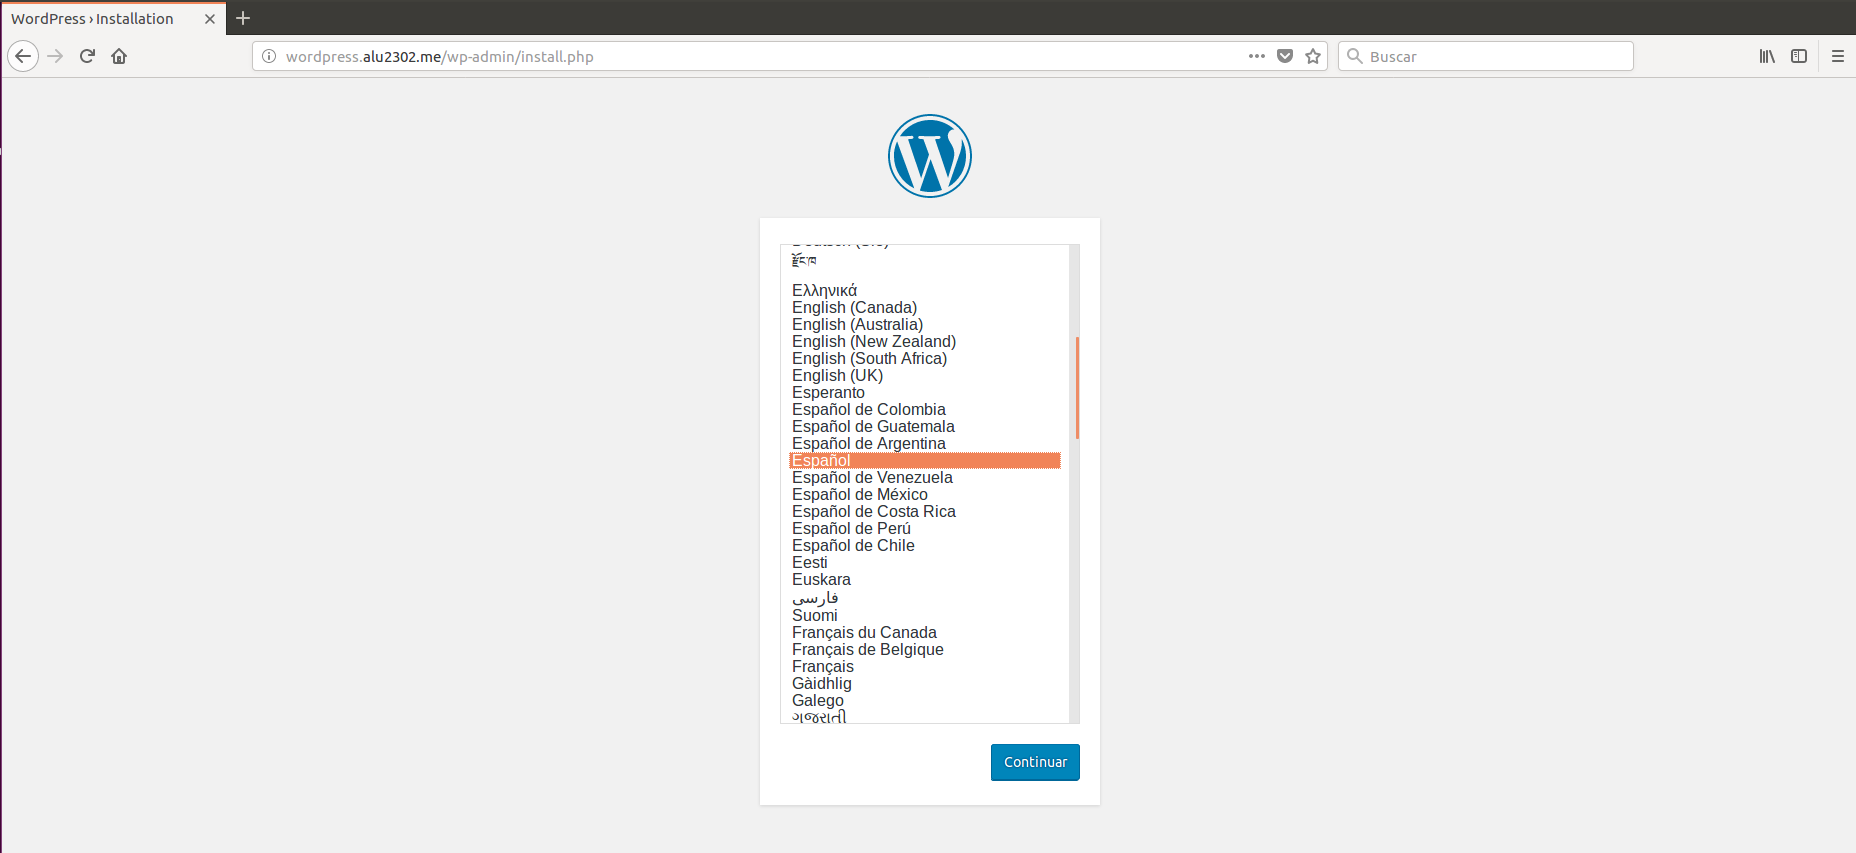 WordPress › Installation
wordpress.alu2302.me/wp-admin/install.php
Buscar
རྫོང་ཁ
Ελληνικά
English (Canada)
English (Australia)
English (New Zealand)
English (South Africa)
English (UK)
Esperanto
Español de Colombia
Español de Guatemala
Español de Argentina
Español
Español de Venezuela
Español de México
Español de Costa Rica
Español de Perú
Español de Chile
Eesti
Euskara
فارسی
Suomi
Français du Canada
Français de Belgique
Français
Gàidhlig
Galego
ગુજરાતી
Continuar